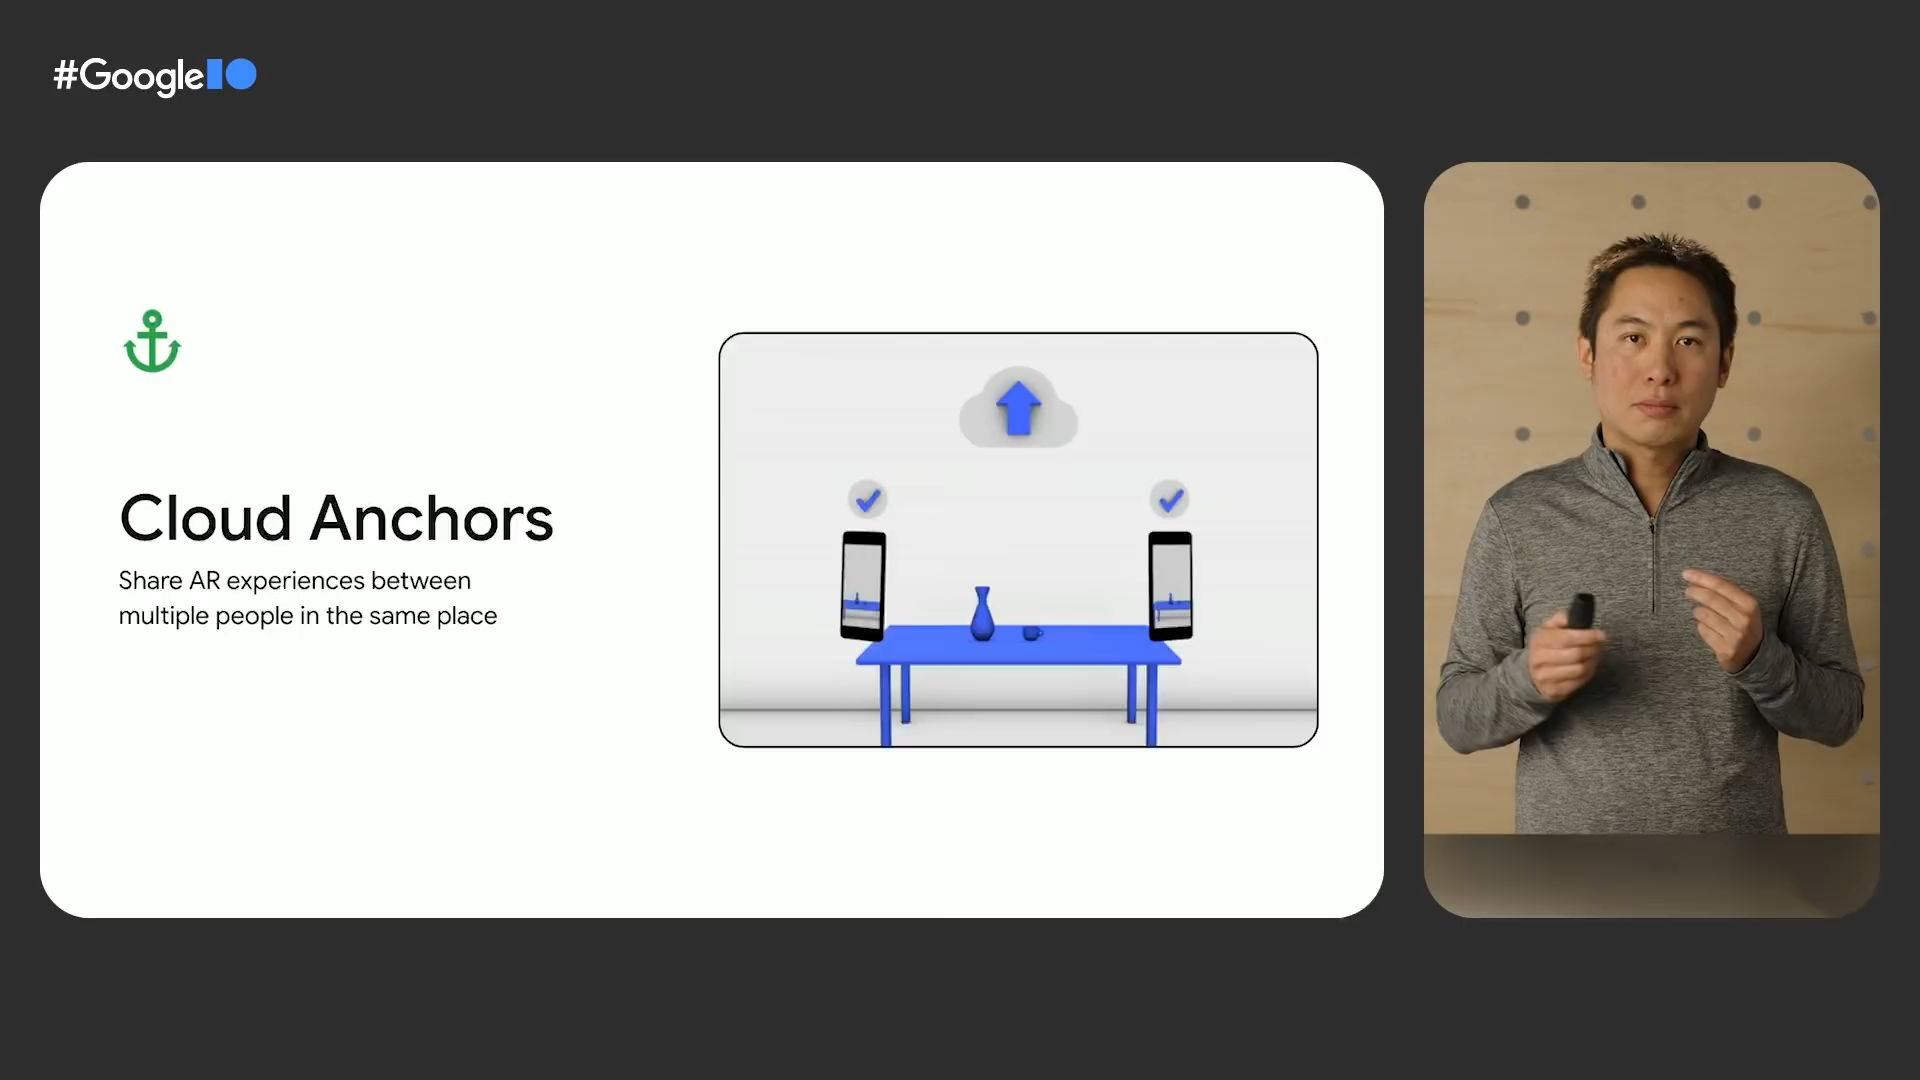 #GoogleIO
Cloud Anchors
Share AR experiences between
multiple people in the same place